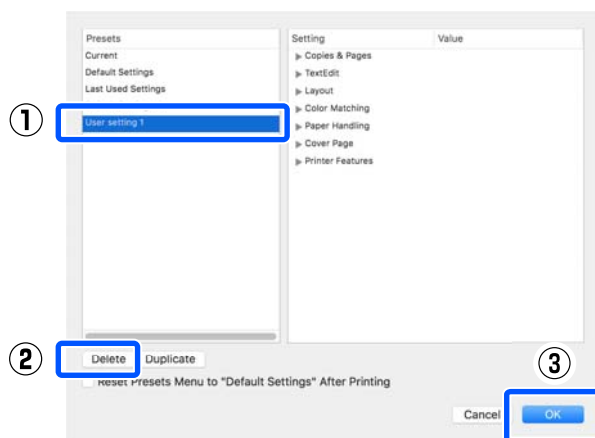 Presets
Current
Default Settings
Last Used Settings
① User setting 1
Setting Value
Copies & Pages
TextEdit
Layout
Color Matching
Paper Handling
Cover Page
Printer Features
② Delete Duplicate
Reset Presets Menu to "Default Settings" After Printing
③
Cancel OK